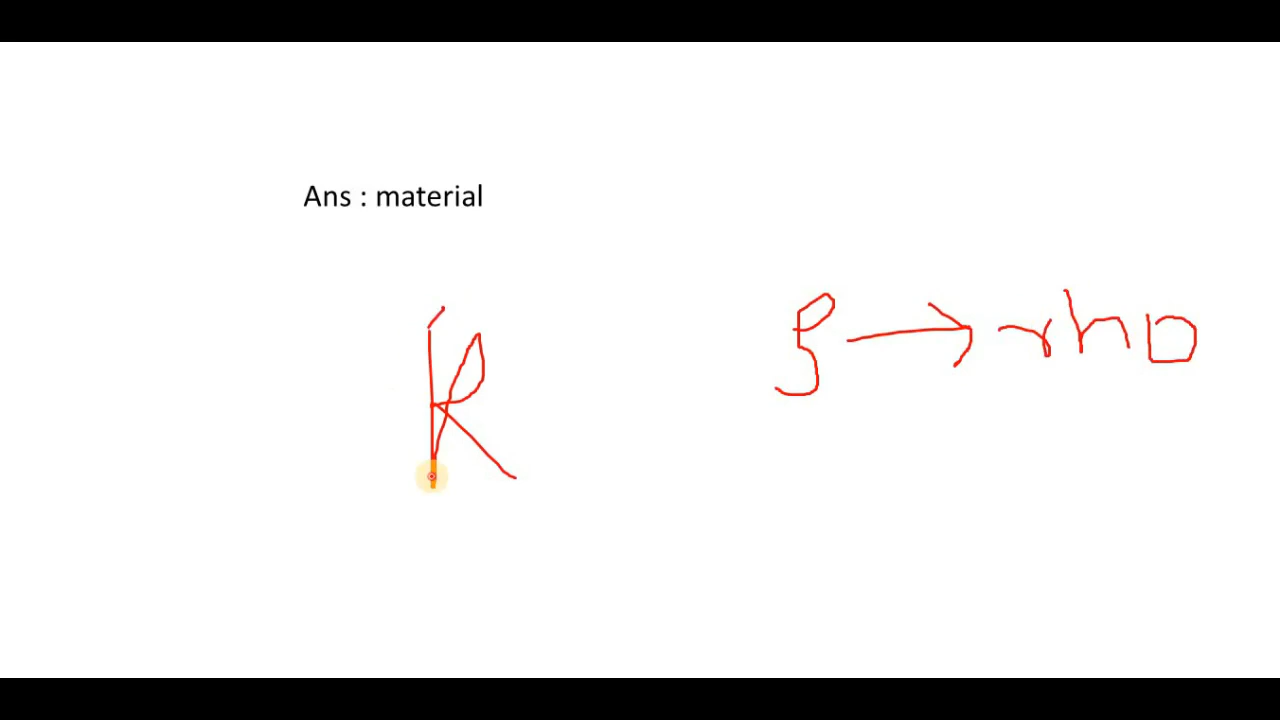 Ans : material
R
ρ → rho